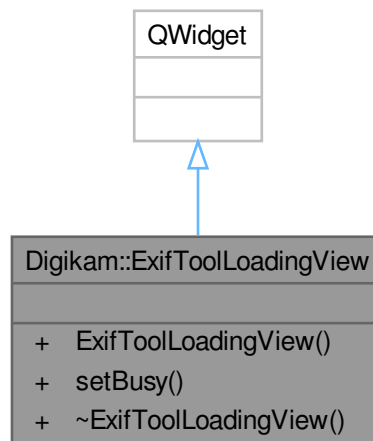 QWidget
Digikam::ExifToolLoadingView
+ ExifToolLoadingView()
+ setBusy()
+ ~ExifToolLoadingView()